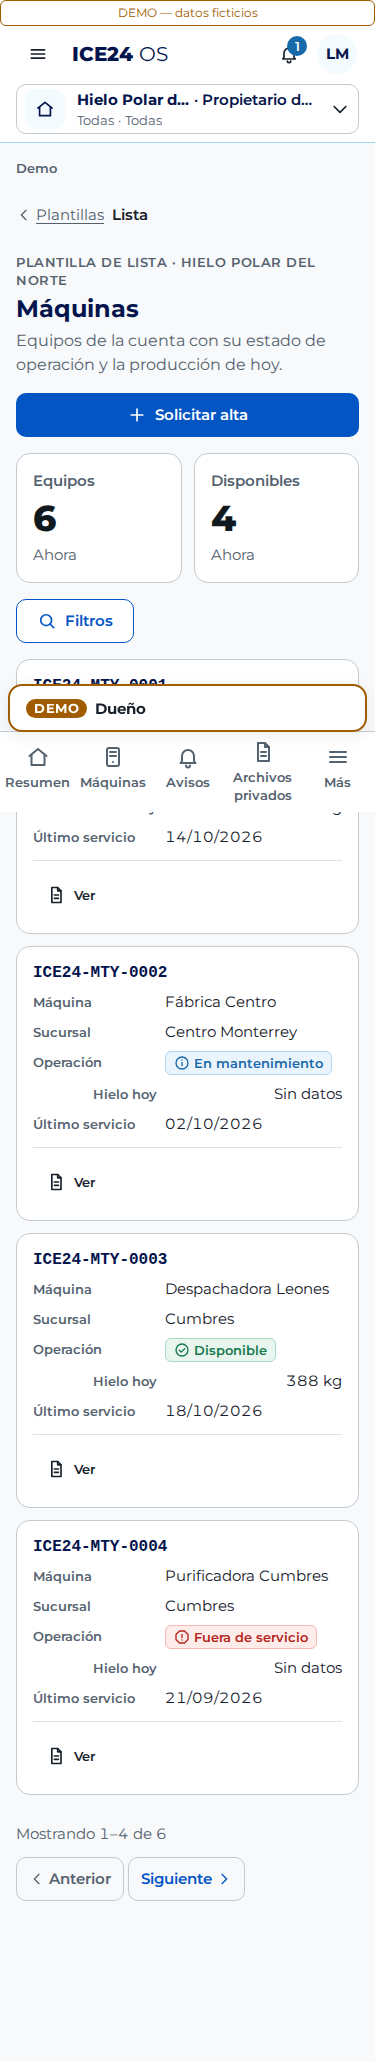 DEMO — datos ficticios
ICE24 OS
1
LM
Hielo Polar d... · Propietario d...
Todas · Todas
Demo
Plantillas Lista
PLANTILLA DE LISTA · HIELO POLAR DEL
NORTE
Máquinas
Equipos de la cuenta con su estado de
operación y la producción de hoy.
Solicitar alta
Equipos
6
Ahora
Disponibles
4
Ahora
Filtros
DEMO Dueño
Resumen
Máquinas
Avisos
Archivos
privados
Más
Último servicio 14/10/2026
Ver
ICE24-MTY-0002
Máquina Fábrica Centro
Sucursal Centro Monterrey
Operación En mantenimiento
Hielo hoy Sin datos
Último servicio 02/10/2026
Ver
ICE24-MTY-0003
Máquina Despachadora Leones
Sucursal Cumbres
Operación Disponible
Hielo hoy 388 kg
Último servicio 18/10/2026
Ver
ICE24-MTY-0004
Máquina Purificadora Cumbres
Sucursal Cumbres
Operación Fuera de servicio
Hielo hoy Sin datos
Último servicio 21/09/2026
Ver
Mostrando 1–4 de 6
Anterior
Siguiente